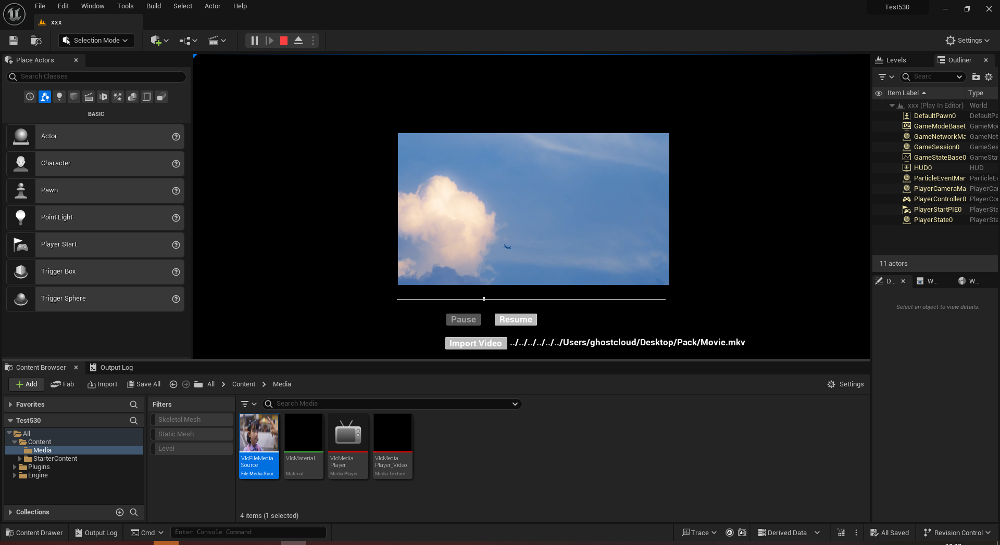 File Edit Window Tools Build Select Actor Help
Test530
xxx
Selection Mode
Settings
Place Actors
Search Classes
BASIC
Actor
Character
Pawn
Point Light
Player Start
Trigger Box
Trigger Sphere
Pause
Resume
Import Video ../../../../../../Users/ghostcloud/Desktop/Pack/Movie.mkv
Levels
Outliner
Searc
Item Label
Type
xxx (Play In Editor) World
DefaultPawn0 DefaultPa
GameModeBase0 GameMo
GameNetworkMa GameNet
GameSession0 GameSes
GameStateBase0 GameSta
HUD0 HUD
ParticleEventMan ParticleEv
PlayerCameraMa PlayerCa
PlayerController0 PlayerCo
PlayerStartPIE0 PlayerSta
PlayerState0 PlayerSta
11 actors
D...
W...
W...
Select an object to view details.
Content Browser
Output Log
Add
Fab
Import
Save All
All
Content
Media
Settings
Favorites
Test530
All
Content
Media
StarterContent
Plugins
Engine
Collections
Filters
Skeletal Mesh
Static Mesh
Level
Search Media
VlcFileMedia
Source
File Media Sour...
VlcMaterial
Material
VlcMedia
Player
Media Player
VlcMedia
Player_Video
Media Texture
4 items (1 selected)
Content Drawer
Output Log
Cmd
Enter Console Command
Trace
Derived Data
All Saved
Revision Control